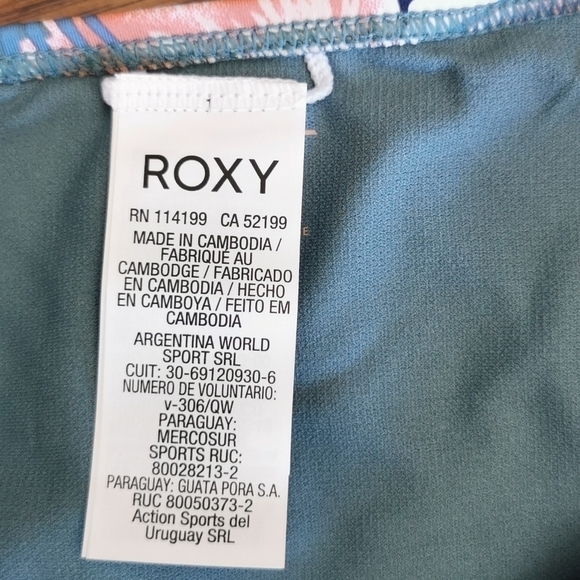 ROXY
RN 114199 CA 52199
MADE IN CAMBODIA /
FABRIQUÉ AU
CAMBODGE / FABRICADO
EN CAMBODIA / HECHO
EN CAMBOYA / FEITO EM
CAMBODIA
ARGENTINA WORLD
SPORT SRL
CUIT: 30-69120930-6
NUMERO DE VOLUNTARIO:
v-306/QW
PARAGUAY:
MERCOSUR
SPORTS RUC:
80028213-2
PARAGUAY: GUATA PORA S.A.
RUC 80050373-2
Action Sports del
Uruguay SRL